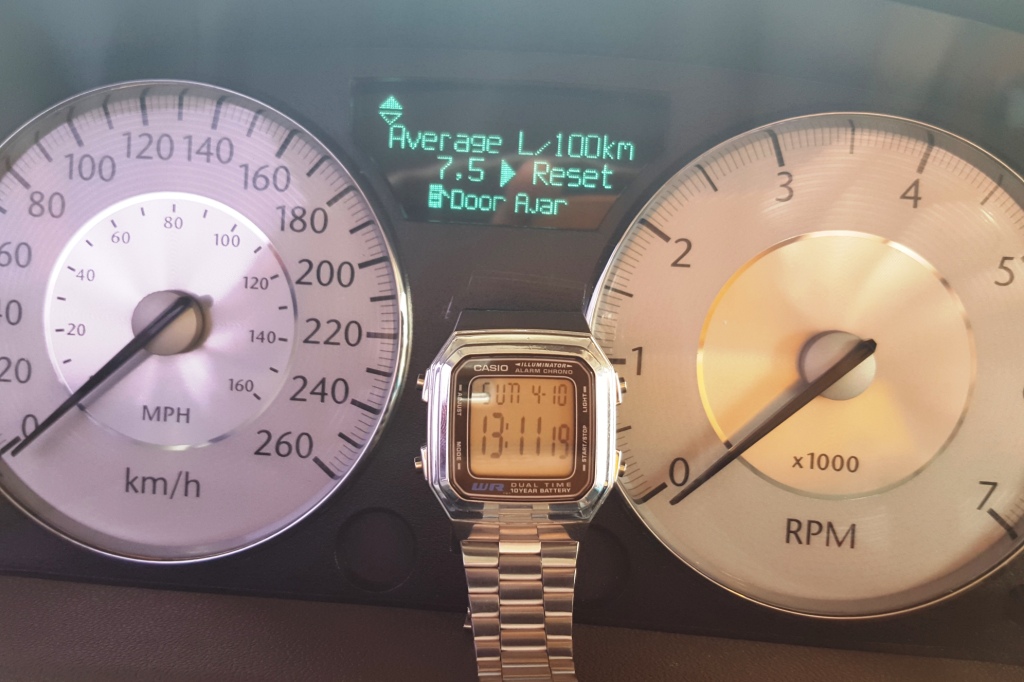 Average L/100km
7.5 Reset
Door Ajar
0
20
40
60
80
100
120
140
160
180
200
220
240
260
20
40
60
80
100
120
140
160
MPH
km/h
0
1
2
3
4
5
7
x1000
RPM
CASIO ILLUMINATOR
ALARM CHRONO
ADJUST
MODE
LIGHT
START/STOP
SUN 4-10
13:11 19
WR DUAL TIME
10YEAR BATTERY